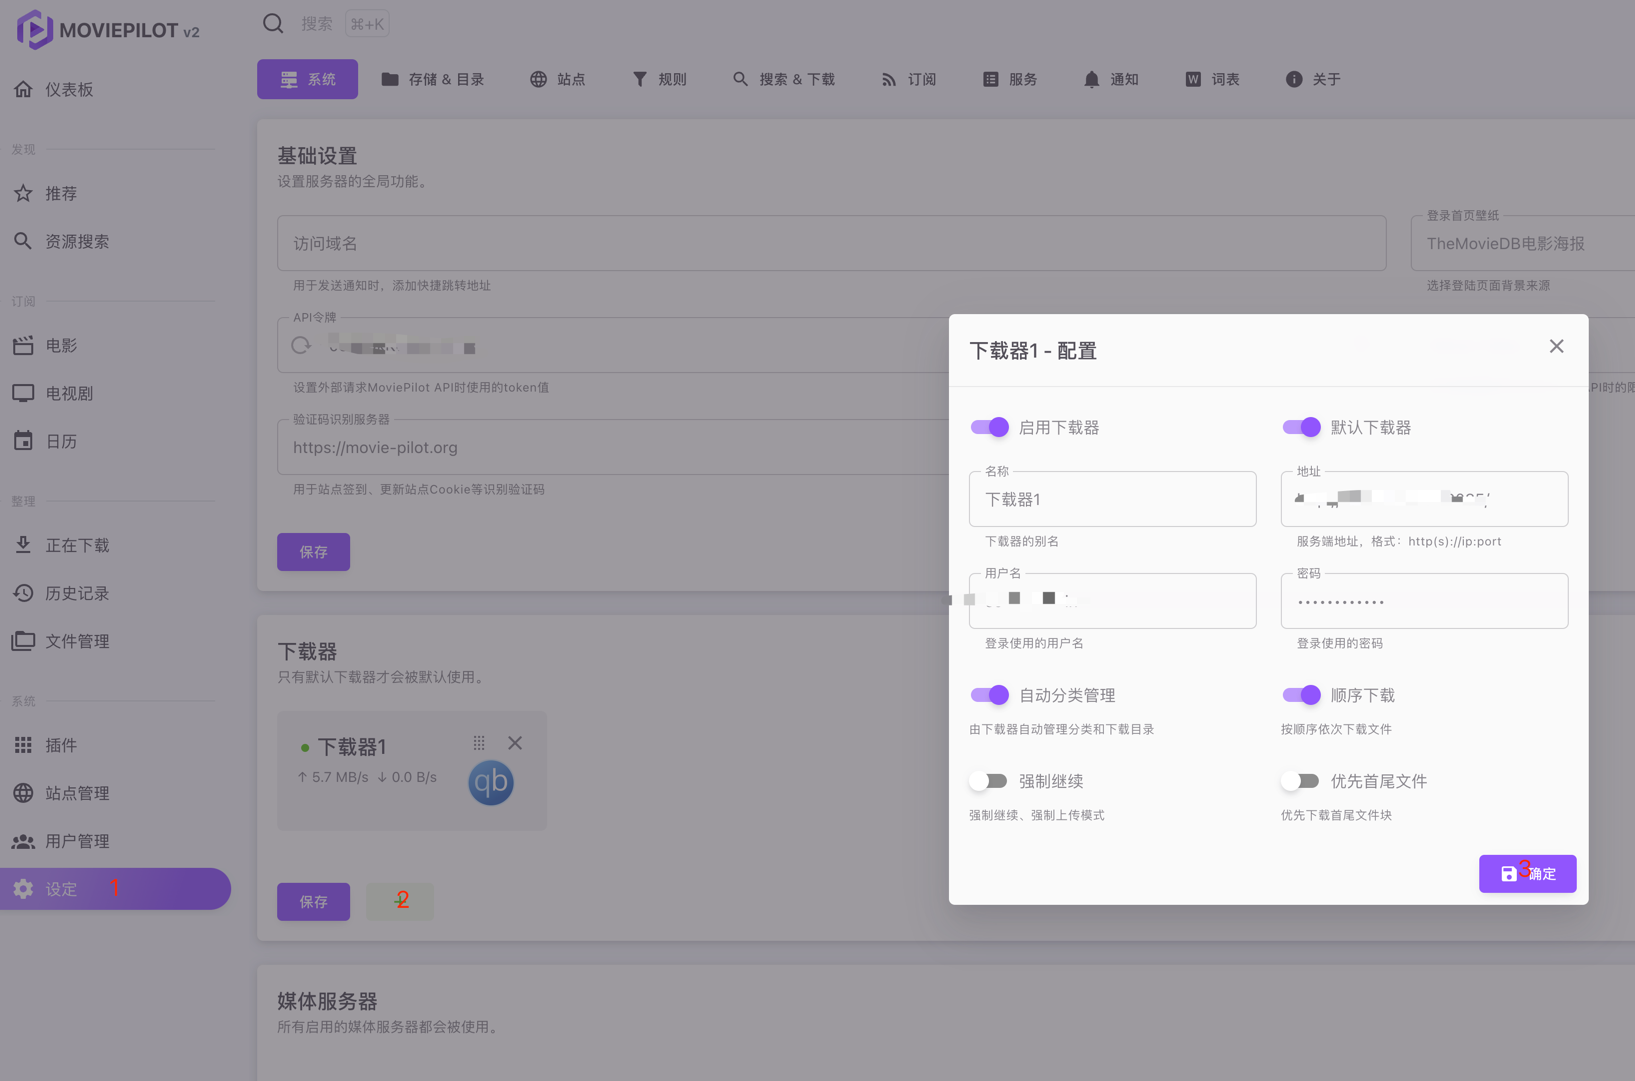 MOVIEPILOT v2
搜索 ⌘+K
仪表板
发现
推荐
资源搜索
订阅
电影
电视剧
日历
整理
正在下载
历史记录
文件管理
系统
插件
站点管理
用户管理
设定 1
系统
存储 & 目录
站点
规则
搜索 & 下载
订阅
服务
通知
词表
关于
基础设置
设置服务器的全局功能。
访问域名
用于发送通知时，添加快捷跳转地址
登录首页壁纸
TheMovieDB电影海报
选择登陆页面背景来源
API令牌
设置外部请求MoviePilot API时使用的token值
PI时的限
验证码识别服务器
https://movie-pilot.org
用于站点签到、更新站点Cookie等识别验证码
保存
下载器
只有默认下载器才会被默认使用。
下载器1
↑ 5.7 MB/s ↓ 0.0 B/s
qb
保存
2
媒体服务器
所有启用的媒体服务器都会被使用。
下载器1 - 配置
启用下载器
默认下载器
名称
下载器1
下载器的别名
地址
服务端地址，格式：http(s)://ip:port
用户名
登录使用的用户名
密码
••••••••••••
登录使用的密码
自动分类管理
由下载器自动管理分类和下载目录
顺序下载
按顺序依次下载文件
强制继续
强制继续、强制上传模式
优先首尾文件
优先下载首尾文件块
3
确定